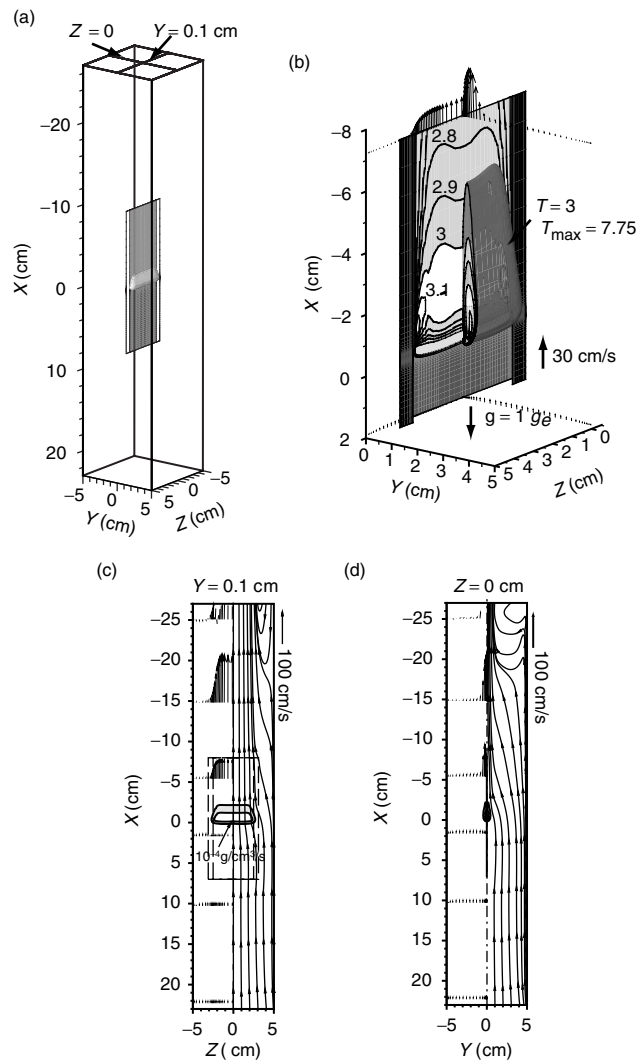 (a)
Z = 0
Y = 0.1 cm
−20
−10
0
10
20
X (cm)
−5
0
5
Y (cm)
−5
0
5
Z (cm)
(b)
−8
−6
−4
−2
0
2
X (cm)
2.8
2.9
3
3.1
T = 3
T max = 7.75
30 cm/s
g = 1 ge
0
1
2
3
4
5
Y (cm)
0
1
2
3
4
5
Z (cm)
(c)
Y = 0.1 cm
−25
−20
−15
−10
−5
0
5
10
15
20
X (cm)
100 cm/s
10⁻⁴g/cm³/s
−5
0
5
Z ( cm)
(d)
Z = 0 cm
−25
−20
−15
−10
−5
0
5
10
15
20
X (cm)
100 cm/s
−5
0
5
Y (cm)